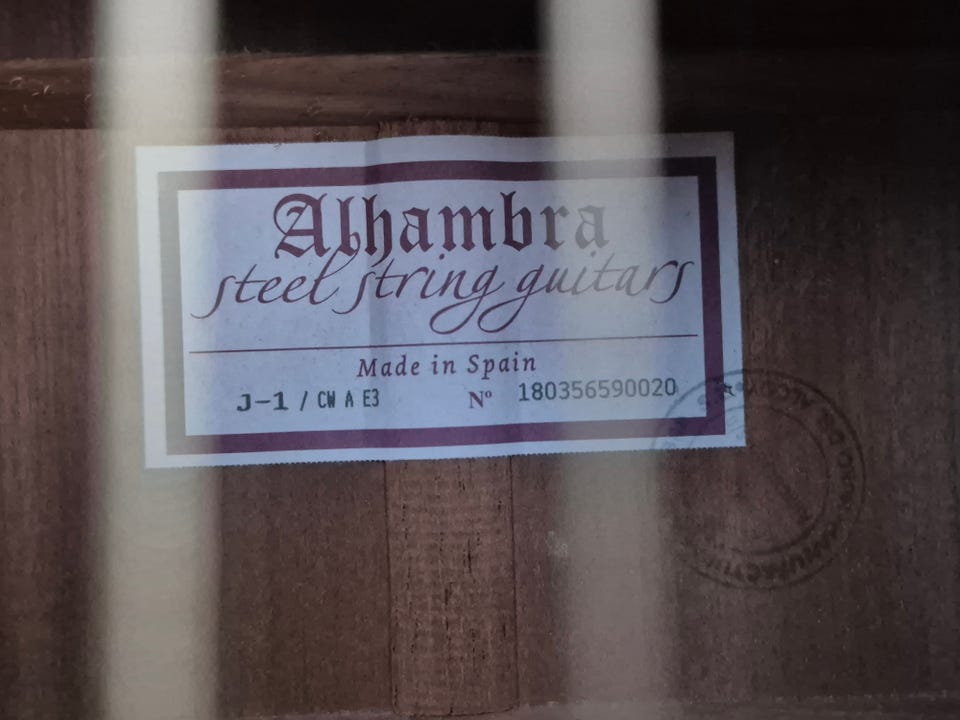 Alhambra
steel string guitars
Made in Spain
J-1 / CW A E3 Nº 180356590020